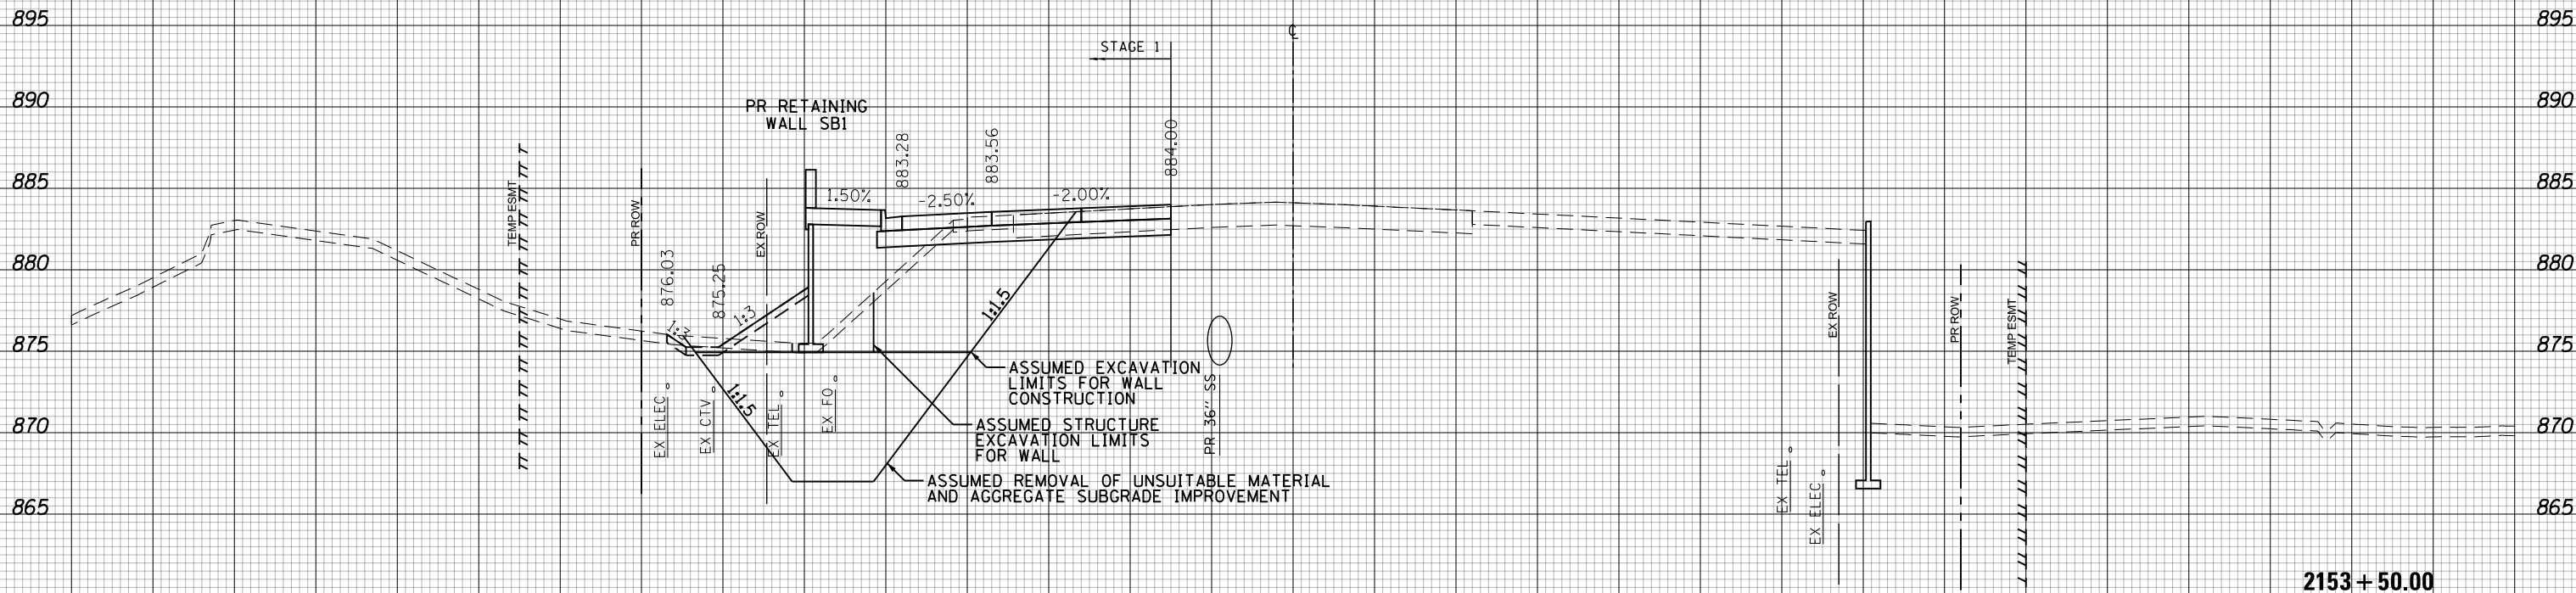 895
895
℄
STAGE 1
890
890
PR RETAINING
WALL SB1
883.28
883.56
884.00
885
885
TEMP ESMT
PR ROW
EX ROW
1.50%
-2.50%
-2.00%
880
880
876.03
875.25
1:3
1:3
1:1.5
EX ROW
PR ROW
TEMP ESMT
875
875
ASSUMED EXCAVATION
LIMITS FOR WALL
CONSTRUCTION
1:1.5
EX ELEC
EX CTV
EX TEL
EX FO
PR 36" SS
870
870
ASSUMED STRUCTURE
EXCAVATION LIMITS
FOR WALL
ASSUMED REMOVAL OF UNSUITABLE MATERIAL
AND AGGREGATE SUBGRADE IMPROVEMENT
EX TEL
EX ELEC
865
865
2153+50.00